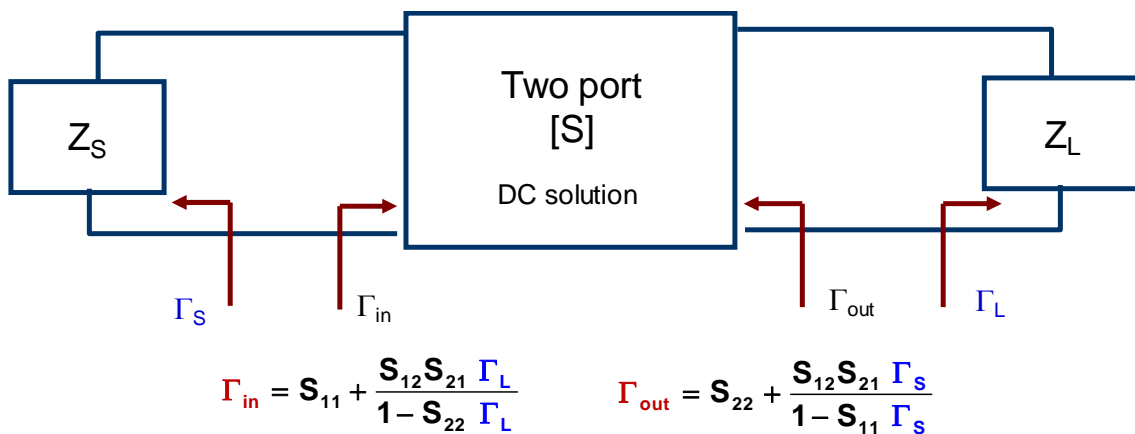 Two port
[S]
DC solution
Z_S
Z_L
Γ_S
Γ_in
Γ_out
Γ_L
Γ_in = S_11 + (S_12 S_21 Γ_L) / (1 – S_22 Γ_L)
Γ_out = S_22 + (S_12 S_21 Γ_S) / (1 – S_11 Γ_S)